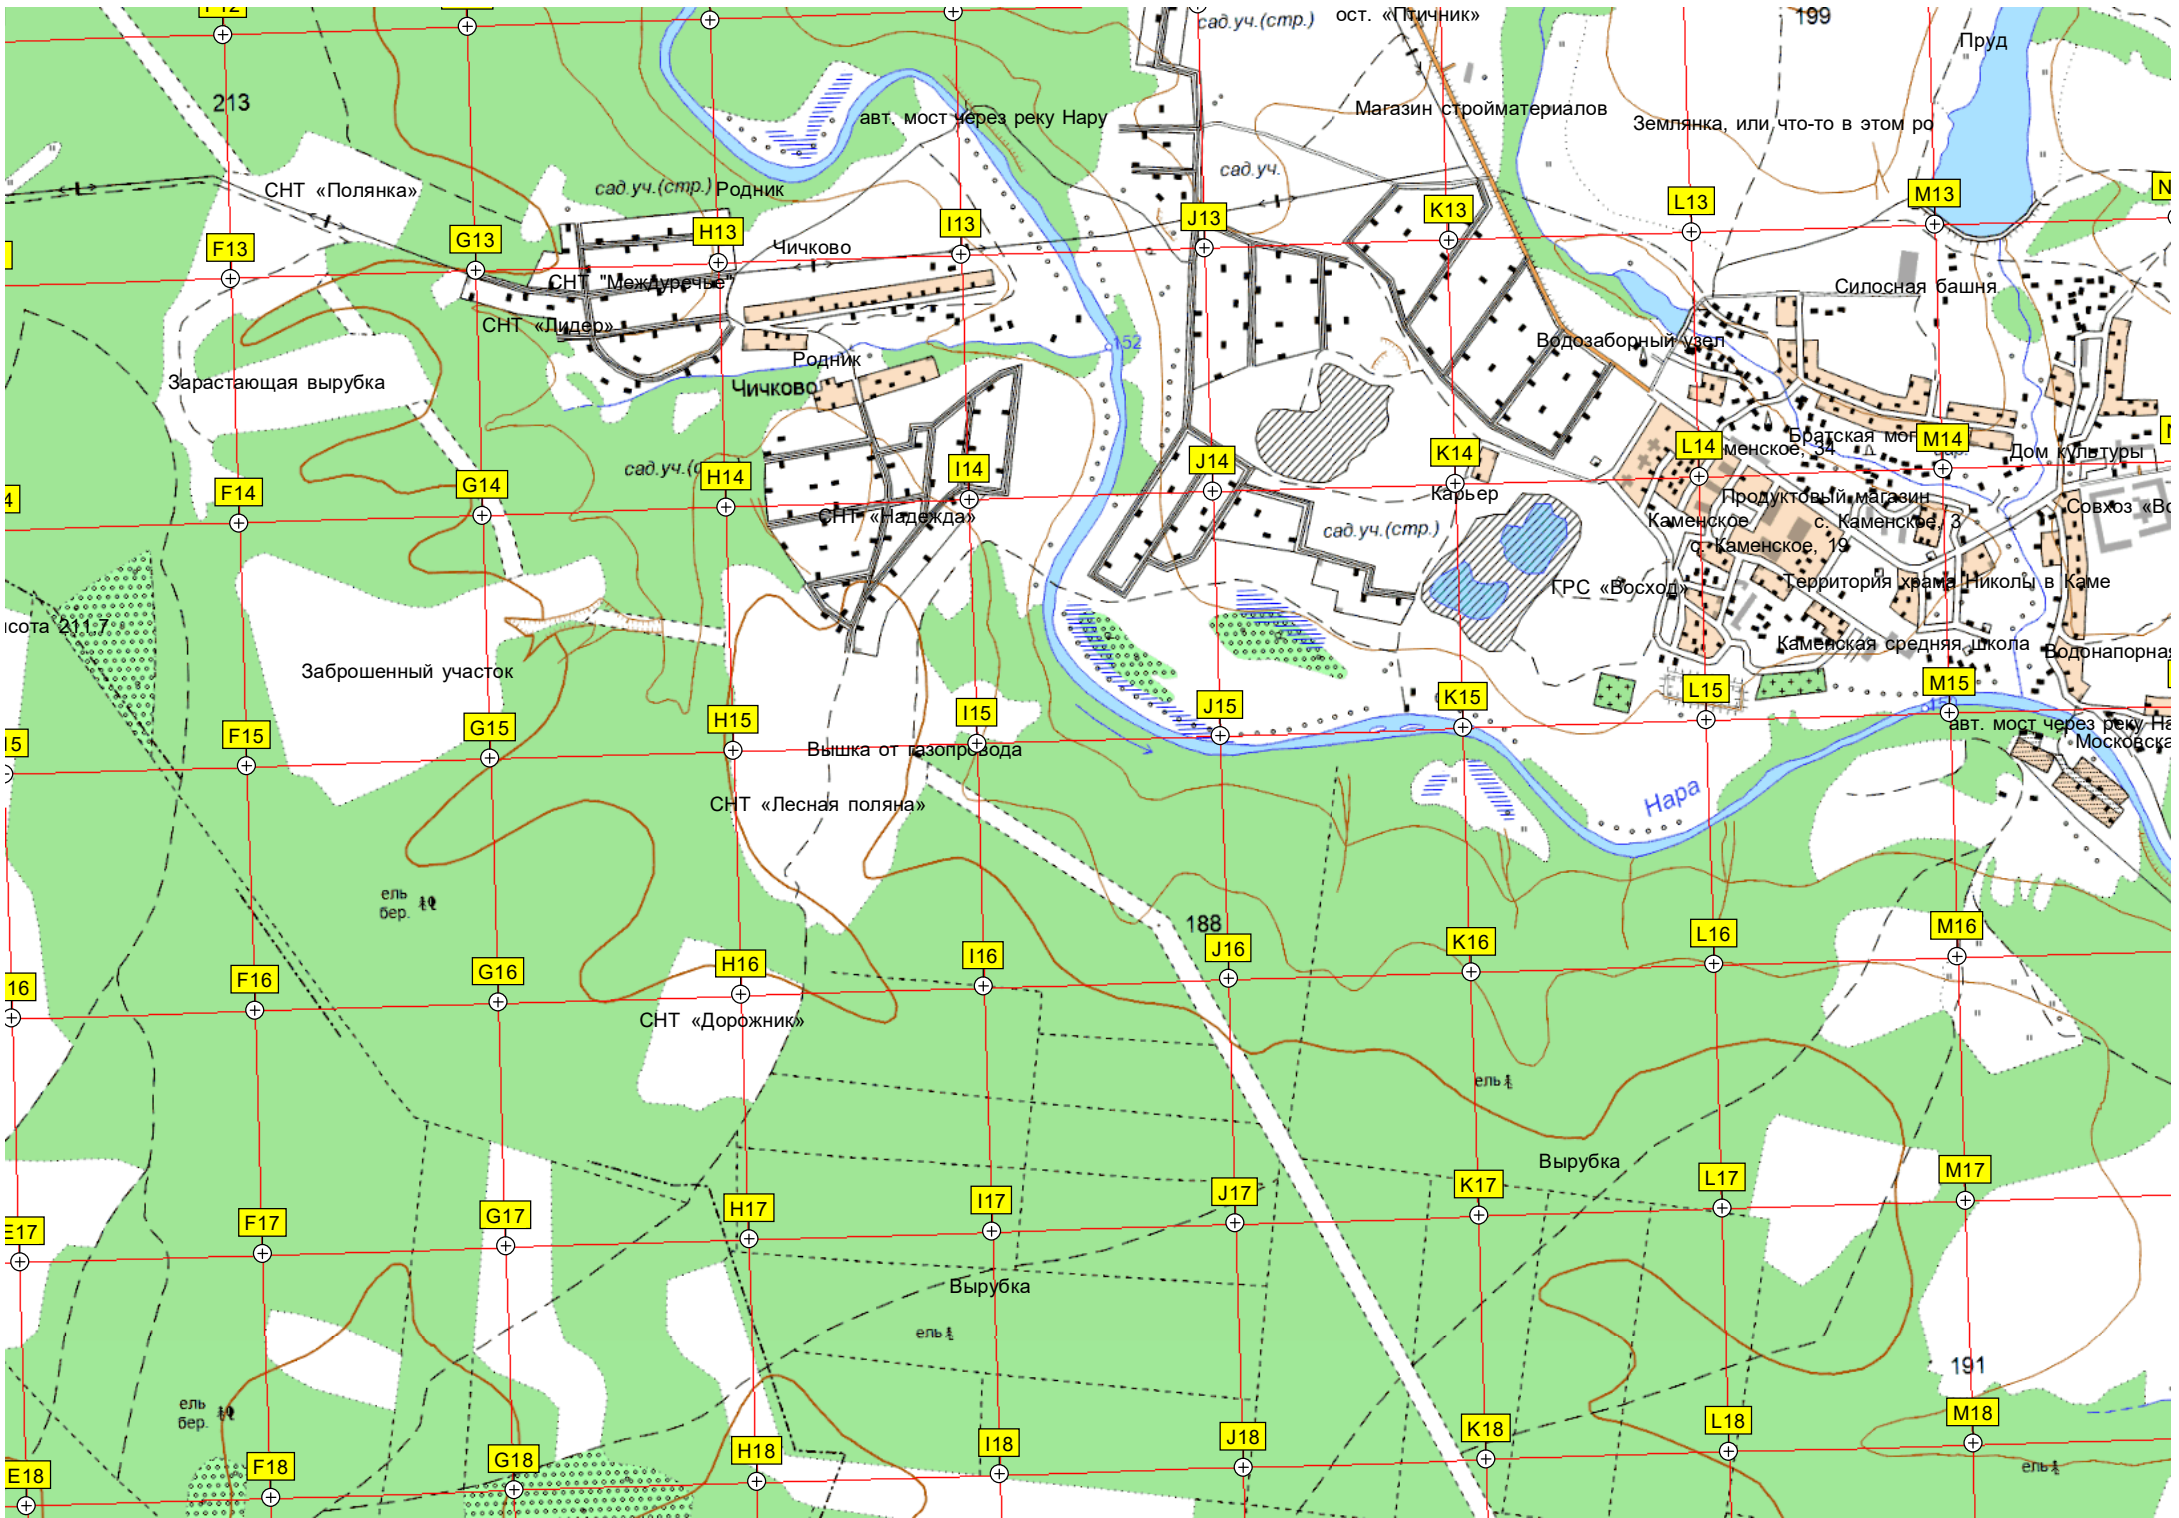 сад.уч.(стр.)
ост. «Птичник»
199
Пруд
213
авт. мост через реку Нару
Магазин стройматериалов
Землянка, или что-то в этом ро
СНТ «Полянка»
сад.уч.(стр.)
Родник
сад.уч.
F13
G13
H13
I13
J13
K13
L13
M13
Чичково
СНТ "Междуречье"
СНТ «Лидер»
Силосная башня
152
Водозаборный узел
Родник
Зарастающая вырубка
Чичково
F14
G14
H14
I14
J14
K14
L14
M14
Братская мог
менское, 34
Дом культуры
сад.уч.(с
Карьер
СНТ «Надежда»
сад.уч.(стр.)
Продуктовый магазин
Каменское
с. Каменское, 3
Совхоз «Во
с. Каменское, 19
ГРС «Восход»
Территория храма Николы в Каме
сота 211.7
Заброшенный участок
Каменская средняя школа
Водонапорная
15
F15
G15
H15
I15
J15
K15
L15
M15
авт. мост через реку На
Московска
Вышка от газопровода
СНТ «Лесная поляна»
Нара
ель
бер.
188
16
F16
G16
H16
I16
J16
K16
L16
M16
СНТ «Дорожник»
ель
Вырубка
E17
F17
G17
H17
I17
J17
K17
L17
M17
Вырубка
ель
191
ель
бер.
E18
F18
G18
H18
I18
J18
K18
L18
M18
ель